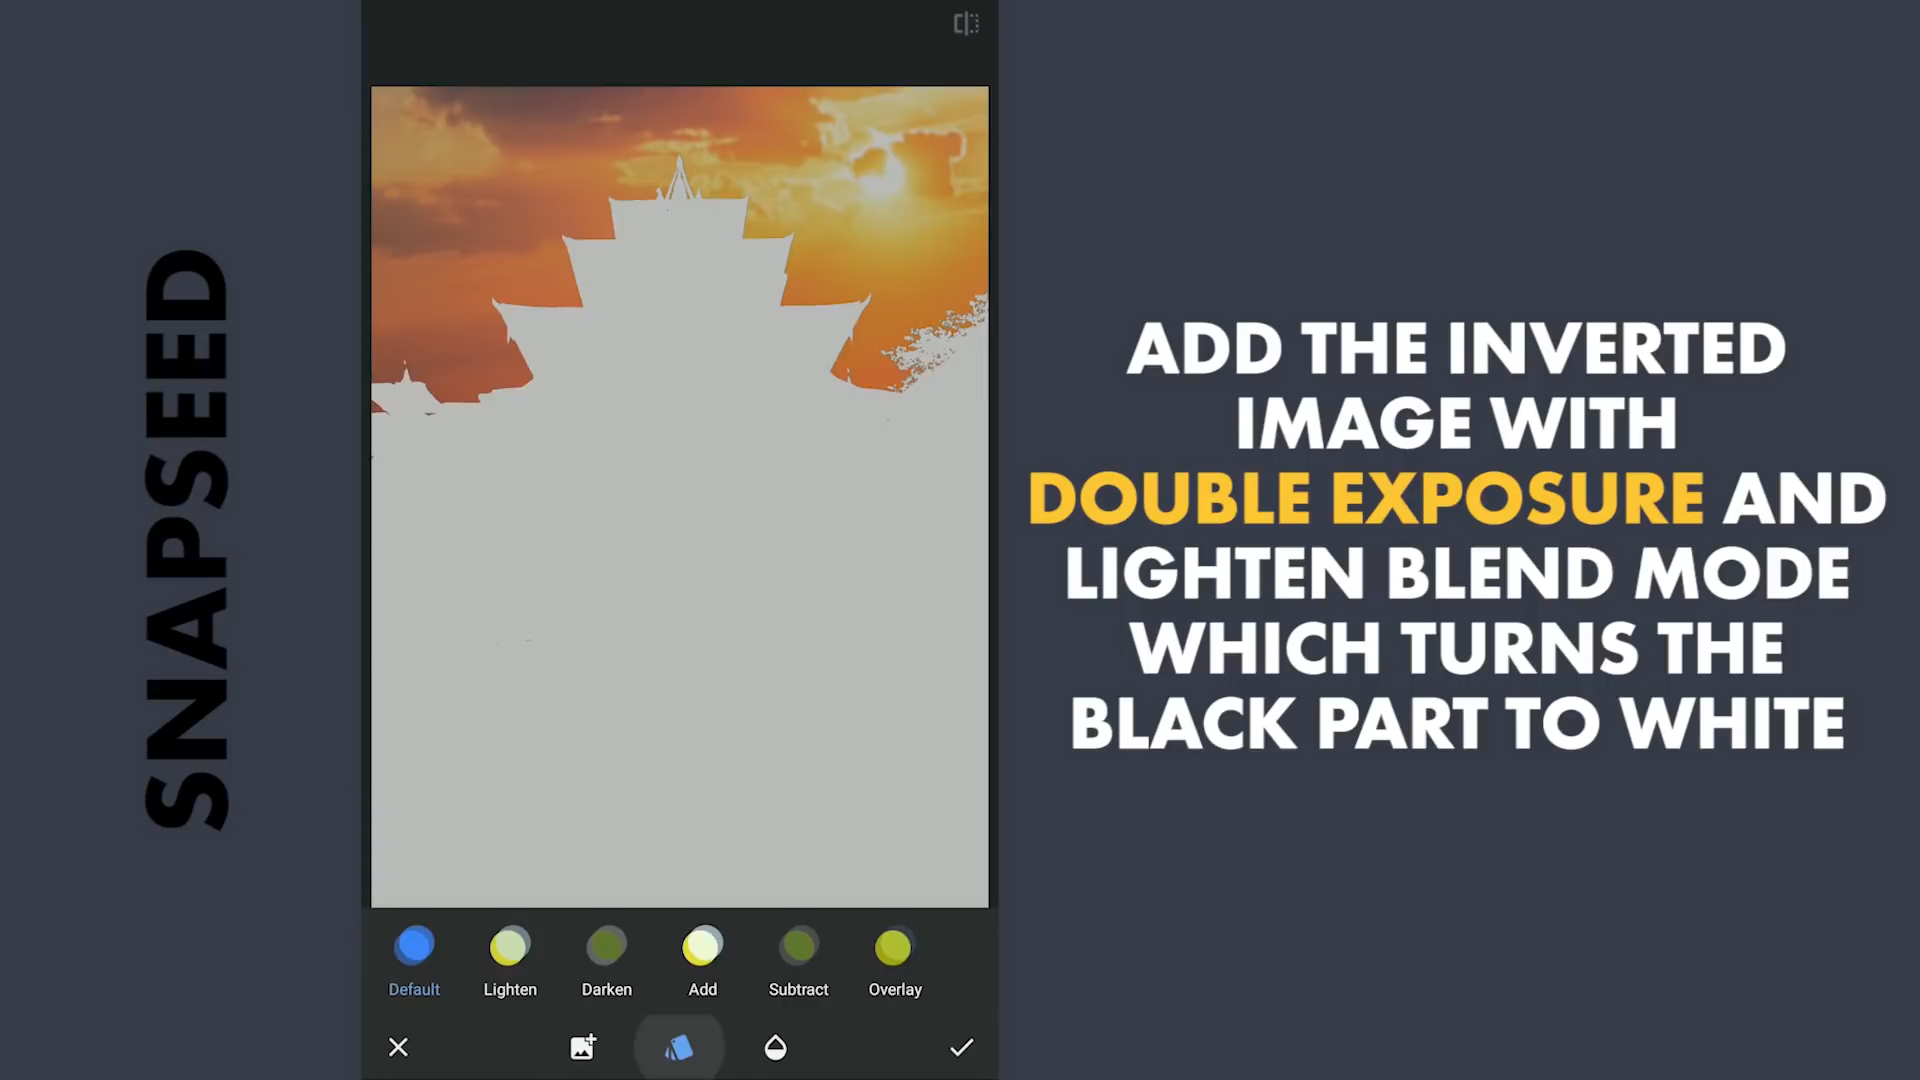 SNAPSEED
ADD THE INVERTED
IMAGE WITH
DOUBLE EXPOSURE AND
LIGHTEN BLEND MODE
WHICH TURNS THE
BLACK PART TO WHITE
Default Lighten Darken Add Subtract Overlay